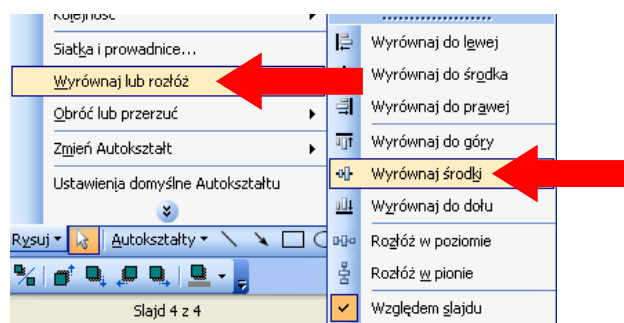 Kolejność
Siatka i prowadnice...
Wyrównaj lub rozłóż
Obróć lub przerzuć
Zmień Autokształt
Ustawienia domyślne Autokształtu
Rysuj
Autokształty
Slajd 4 z 4
Wyrównaj do lewej
Wyrównaj do środka
Wyrównaj do prawej
Wyrównaj do góry
Wyrównaj środki
Wyrównaj do dołu
Rozłóż w poziomie
Rozłóż w pionie
Względem slajdu